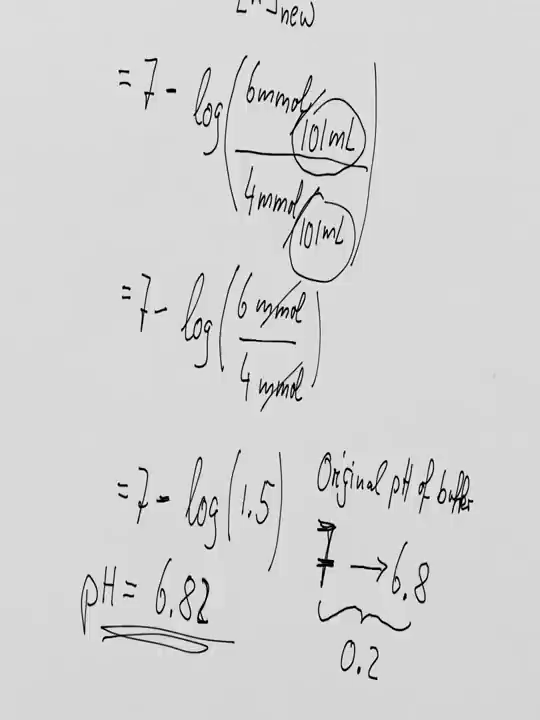 new
= 7 - log(6 mmol/101 mL
4 mmol/101 mL)
= 7 - log(6 mmol
4 mmol)
= 7 - log(1.5)
pH = 6.82
Original pH of buffer
7 → 6.8
0.2